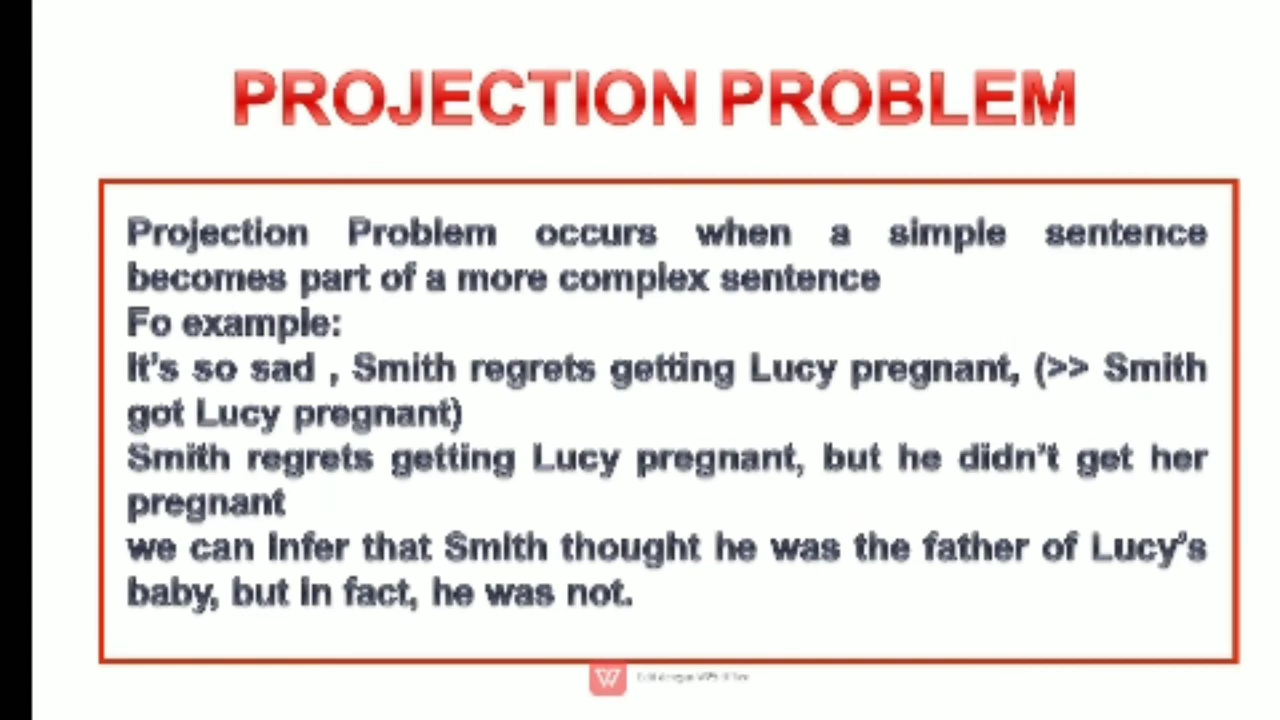 PROJECTION PROBLEM
Projection Problem occurs when a simple sentence
becomes part of a more complex sentence
Fo example:
It's so sad , Smith regrets getting Lucy pregnant, (>> Smith
got Lucy pregnant)
Smith regrets getting Lucy pregnant, but he didn't get her
pregnant
we can infer that Smith thought he was the father of Lucy's
baby, but in fact, he was not.